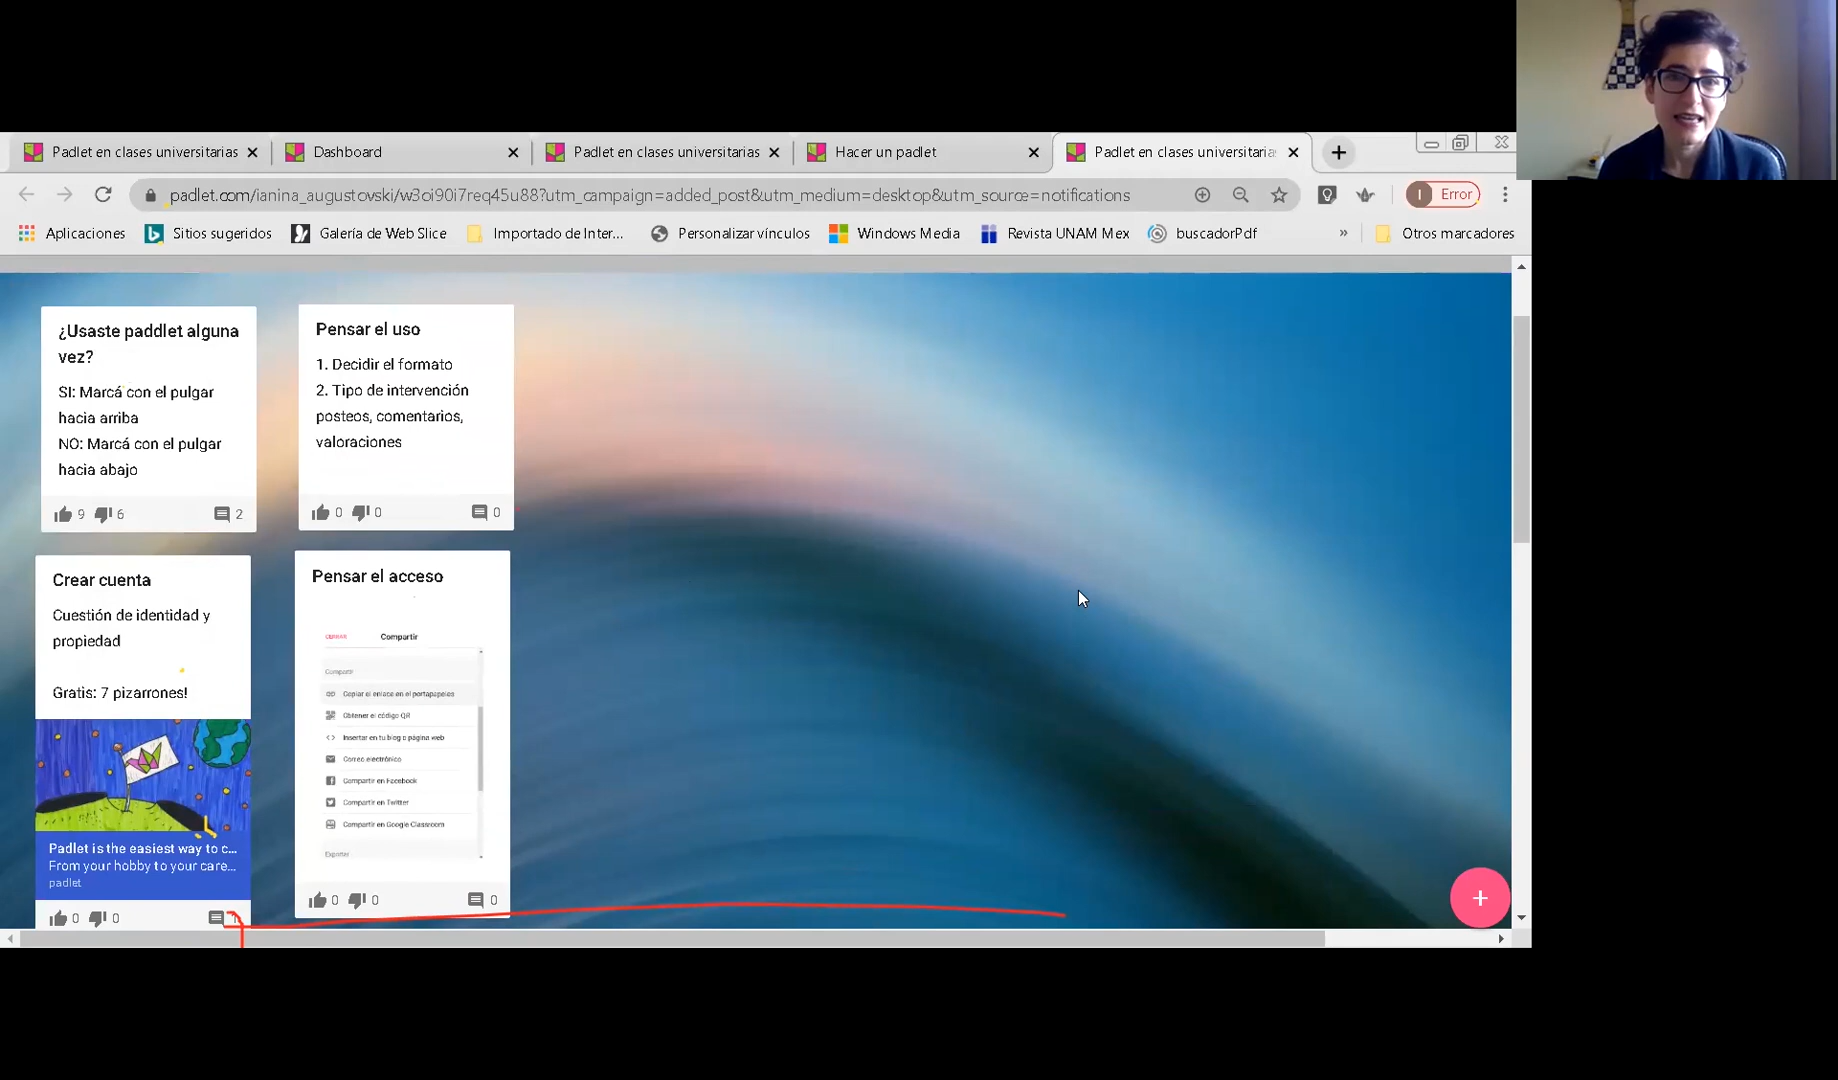 Padlet en clases universitarias
Dashboard
Padlet en clases universitarias
Hacer un padlet
Padlet en clases universitaria
padlet.com/ianina_augustovski/w3oi90i7req45u88?utm_campaign=added_post&utm_medium=desktop&utm_source=notifications
I Error
Aplicaciones
Sitios sugeridos
Galería de Web Slice
Importado de Inter...
Personalizar vínculos
Windows Media
Revista UNAM Mex
buscadorPdf
»
Otros marcadores
¿Usaste paddlet alguna
vez?
SI: Marcá con el pulgar
hacia arriba
NO: Marcá con el pulgar
hacia abajo
9 6 2
Pensar el uso
1. Decidir el formato
2. Tipo de intervención
posteos, comentarios,
valoraciones
0 0 0
Crear cuenta
Cuestión de identidad y
propiedad
Gratis: 7 pizarrones!
Padlet is the easiest way to c...
From your hobby to your care...
padlet
0 0
Pensar el acceso
CERRAR Compartir
Compartir
Copiar el enlace en el portapapeles
Obtener el código QR
Insertar en tu blog o página web
Correo electrónico
Compartir en Facebook
Compartir en Twitter
Compartir en Google Classroom
Exportar
0 0 0